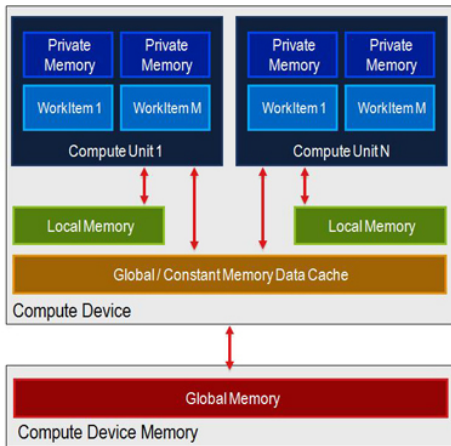 Private Memory
Private Memory
Private Memory
Private Memory
WorkItem 1
WorkItem M
WorkItem 1
WorkItem M
Compute Unit 1
Compute Unit N
Local Memory
Local Memory
Global / Constant Memory Data Cache
Compute Device
Global Memory
Compute Device Memory